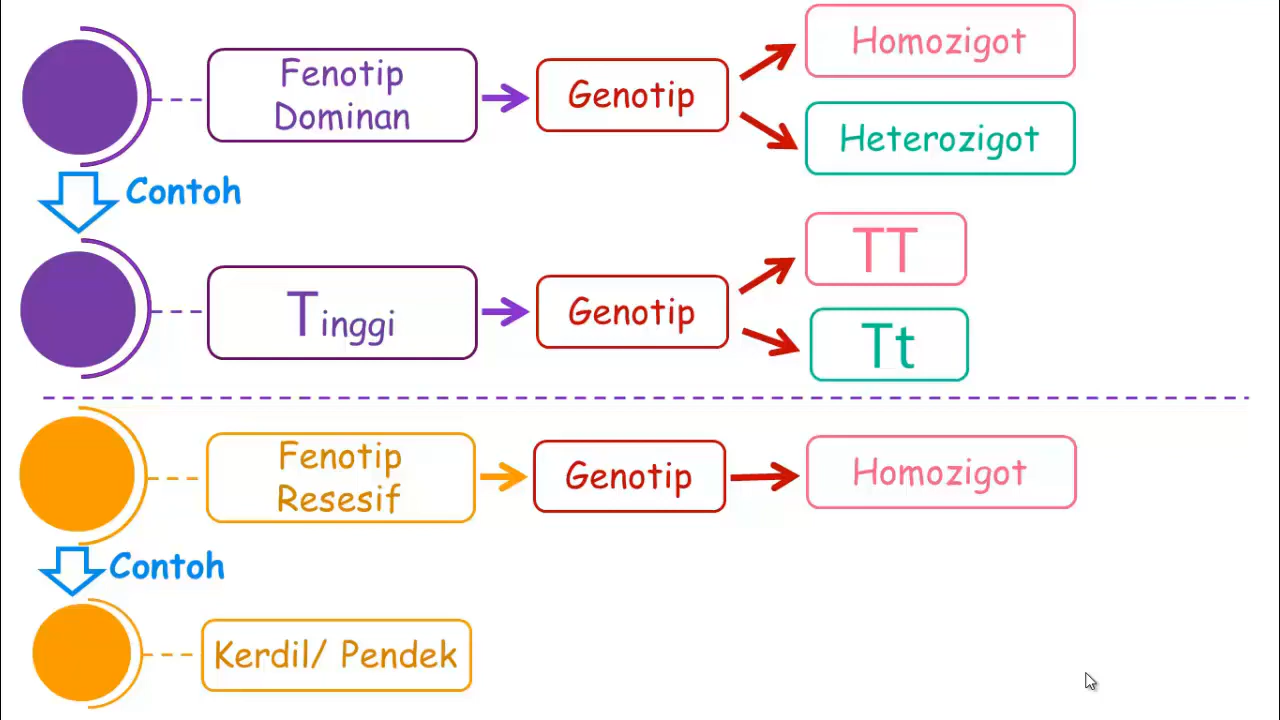 Homozigot
Fenotip
Dominan
Genotip
Heterozigot
Contoh
TT
Tinggi
Genotip
Tt
Fenotip
Resesif
Genotip
Homozigot
Contoh
Kerdil/ Pendek